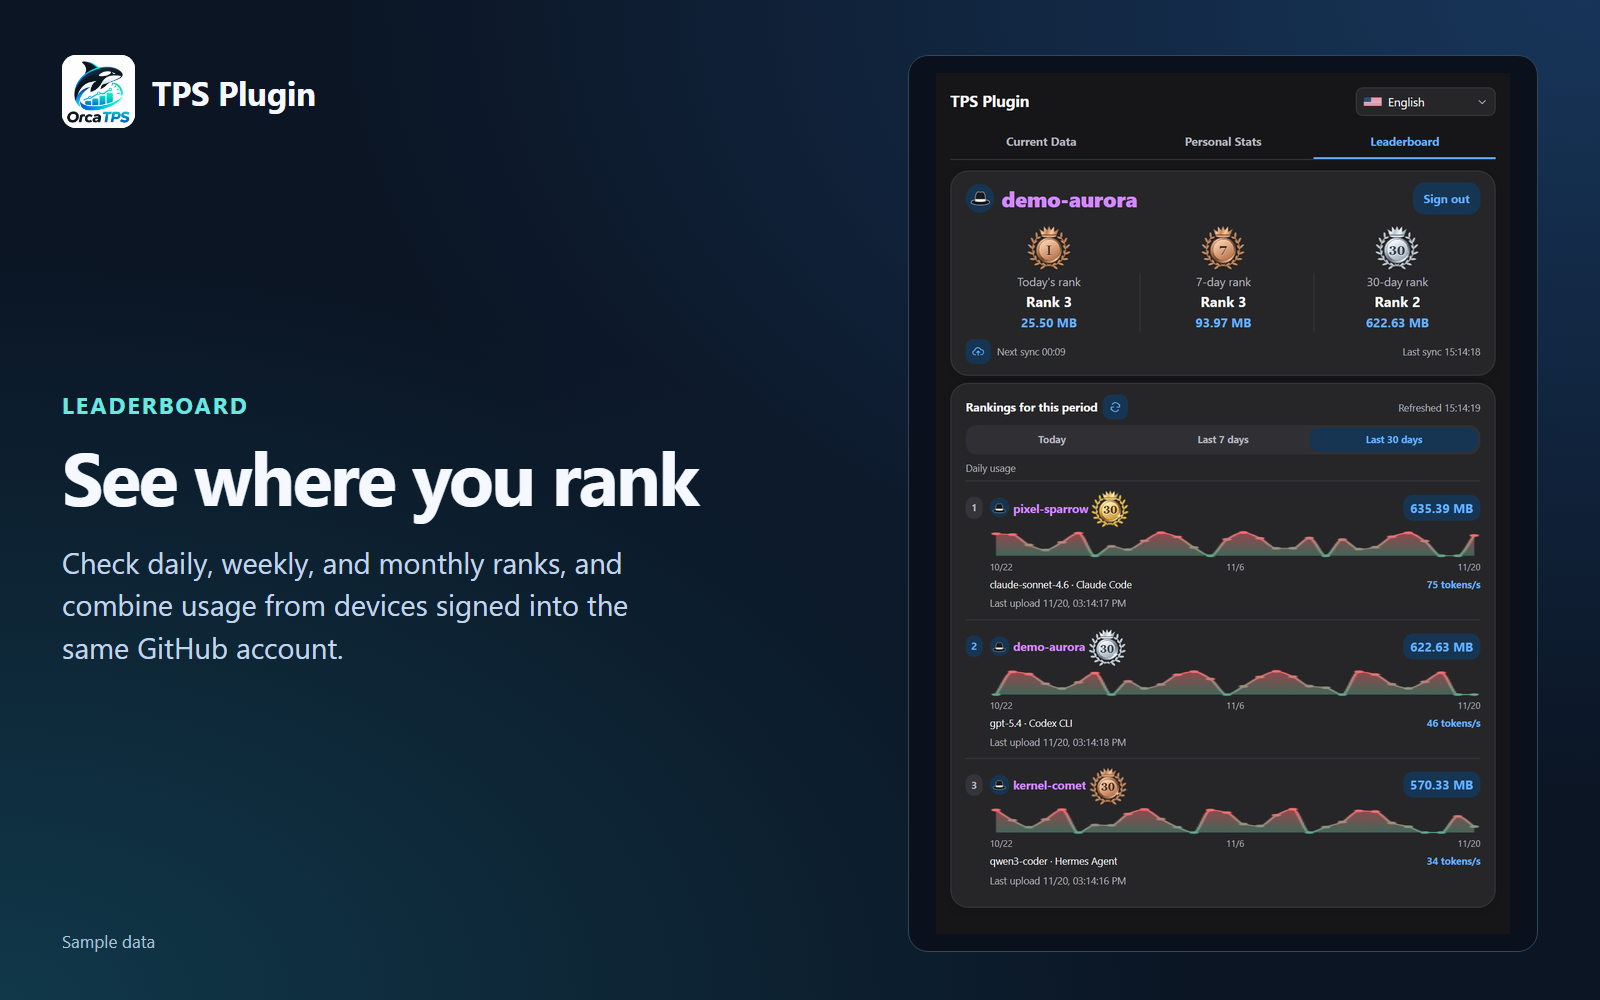 OrcaTPS
TPS Plugin
LEADERBOARD
See where you rank
Check daily, weekly, and monthly ranks, and
combine usage from devices signed into the
same GitHub account.
Sample data
TPS Plugin
English
Current Data
Personal Stats
Leaderboard
demo-aurora
Sign out
1
7
30
Today's rank
7-day rank
30-day rank
Rank 3
Rank 3
Rank 2
25.50 MB
93.97 MB
622.63 MB
Next sync 00:09
Last sync 15:14:18
Rankings for this period
Refreshed 15:14:19
Today
Last 7 days
Last 30 days
Daily usage
1
pixel-sparrow
30
635.39 MB
10/22
11/6
11/20
claude-sonnet-4.6 · Claude Code
75 tokens/s
Last upload 11/20, 03:14:17 PM
2
demo-aurora
30
622.63 MB
10/22
11/6
11/20
gpt-5.4 · Codex CLI
46 tokens/s
Last upload 11/20, 03:14:18 PM
3
kernel-comet
30
570.33 MB
10/22
11/6
11/20
qwen3-coder · Hermes Agent
34 tokens/s
Last upload 11/20, 03:14:16 PM